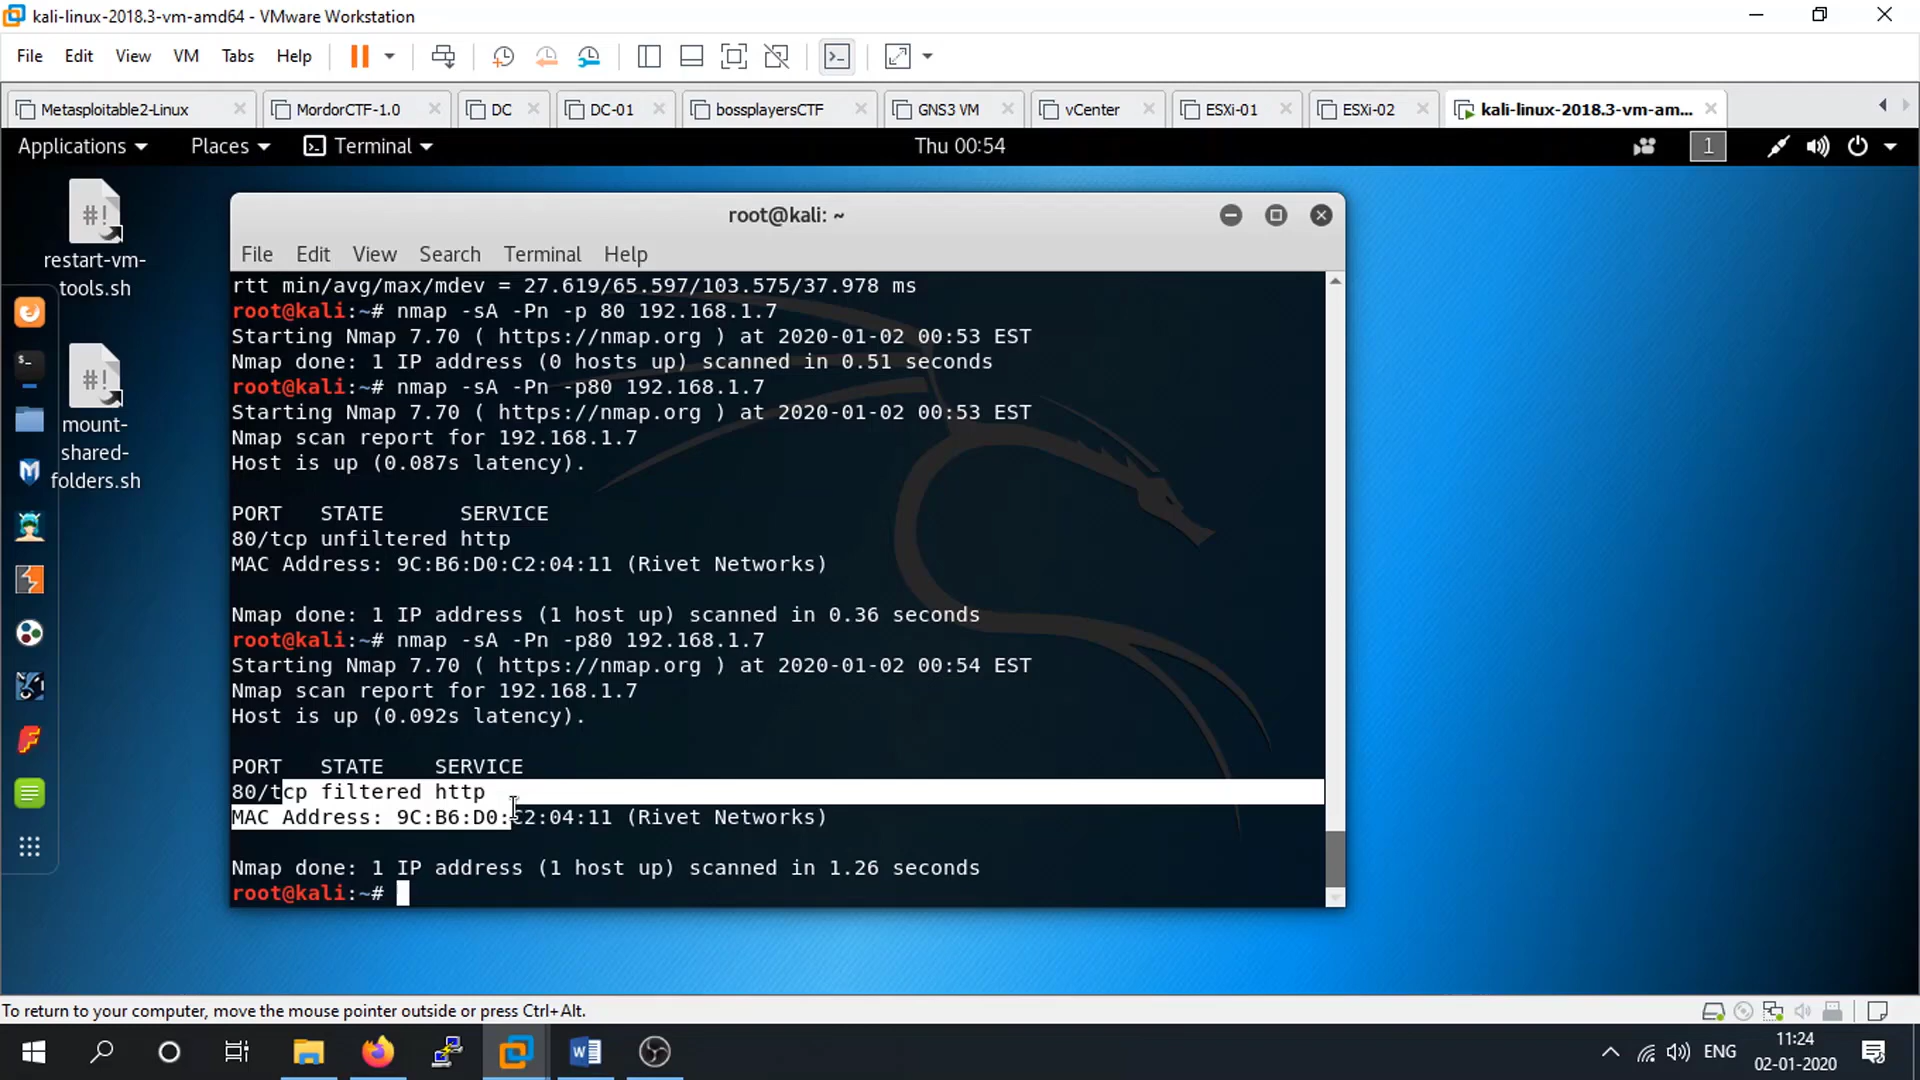 kali-linux-2018.3-vm-amd64 - VMware Workstation
File Edit View VM Tabs Help
Metasploitable2-Linux MordorCTF-1.0 DC DC-01 bossplayersCTF GNS3 VM vCenter ESXi-01 ESXi-02 kali-linux-2018.3-vm-am...
Applications Places Terminal Thu 00:54 1
#!
restart-vm-
tools.sh
#!
mount-
shared-
folders.sh
root@kali: ~
File Edit View Search Terminal Help
rtt min/avg/max/mdev = 27.619/65.597/103.575/37.978 ms
root@kali:~# nmap -sA -Pn -p 80 192.168.1.7
Starting Nmap 7.70 ( https://nmap.org ) at 2020-01-02 00:53 EST
Nmap done: 1 IP address (0 hosts up) scanned in 0.51 seconds
root@kali:~# nmap -sA -Pn -p80 192.168.1.7
Starting Nmap 7.70 ( https://nmap.org ) at 2020-01-02 00:53 EST
Nmap scan report for 192.168.1.7
Host is up (0.087s latency).
PORT   STATE      SERVICE
80/tcp unfiltered http
MAC Address: 9C:B6:D0:C2:04:11 (Rivet Networks)
Nmap done: 1 IP address (1 host up) scanned in 0.36 seconds
root@kali:~# nmap -sA -Pn -p80 192.168.1.7
Starting Nmap 7.70 ( https://nmap.org ) at 2020-01-02 00:54 EST
Nmap scan report for 192.168.1.7
Host is up (0.092s latency).
PORT   STATE    SERVICE
80/tcp filtered http
MAC Address: 9C:B6:D0:C2:04:11 (Rivet Networks)
Nmap done: 1 IP address (1 host up) scanned in 1.26 seconds
root@kali:~#
To return to your computer, move the mouse pointer outside or press Ctrl+Alt.
ENG
11:24
02-01-2020